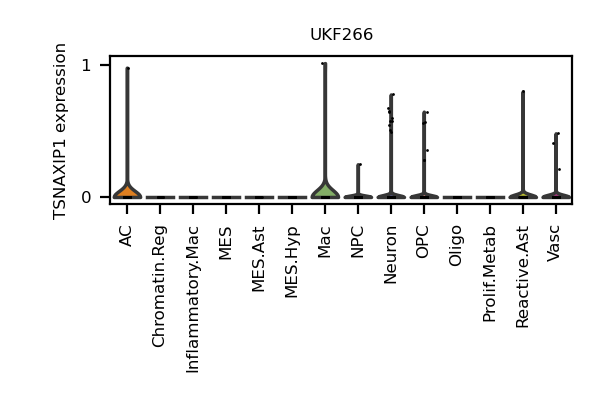 UKF266
TSNAXIP1 expression
1
0
AC
Chromatin.Reg
Inflammatory.Mac
MES
MES.Ast
MES.Hyp
Mac
NPC
Neuron
OPC
Oligo
Prolif.Metab
Reactive.Ast
Vasc